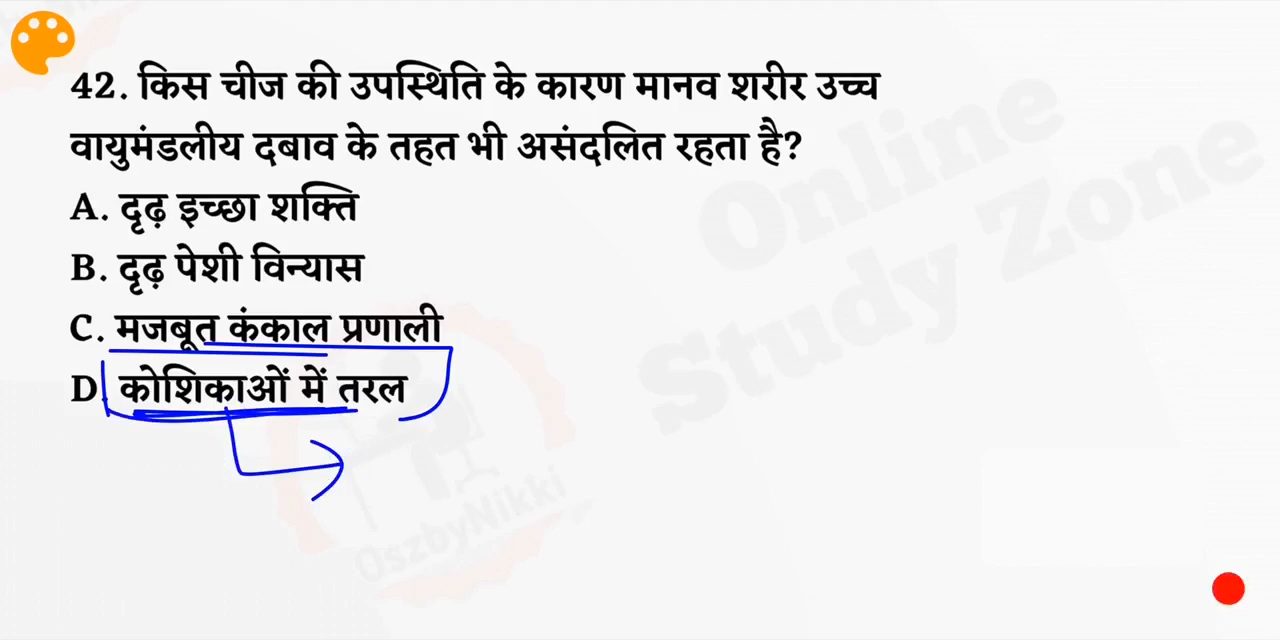 42. किस चीज की उपस्थिति के कारण मानव शरीर उच्च
वायुमंडलीय दबाव के तहत भी असंदलित रहता है?
A. दृढ़ इच्छा शक्ति
B. दृढ़ पेशी विन्यास
C. मजबूत कंकाल प्रणाली
D. कोशिकाओं में तरल
Online
Study Zone
OszbyNikki